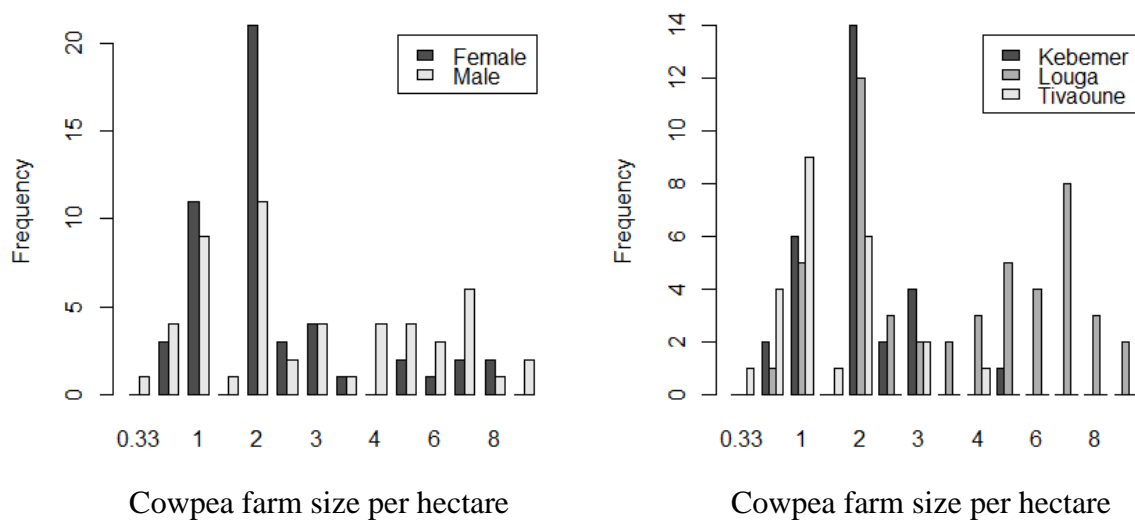 Frequency
0
5
10
15
20
Female
Male
0.33 1 2 3 4 6 8
Cowpea farm size per hectare
Frequency
0
2
4
6
8
10
12
14
Kebemer
Louga
Tivaoune
0.33 1 2 3 4 6 8
Cowpea farm size per hectare